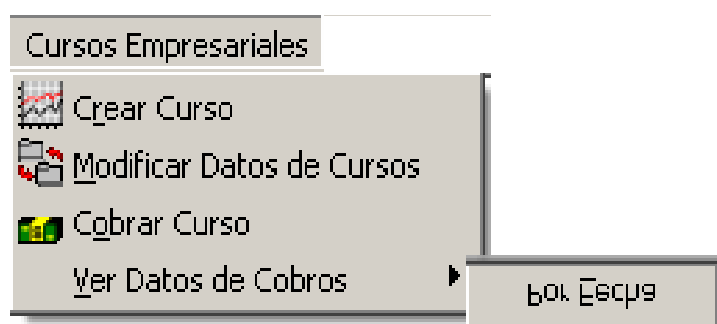 Cursos Empresariales
Crear Curso
Modificar Datos de Cursos
Cobrar Curso
Ver Datos de Cobros
Por Fecha